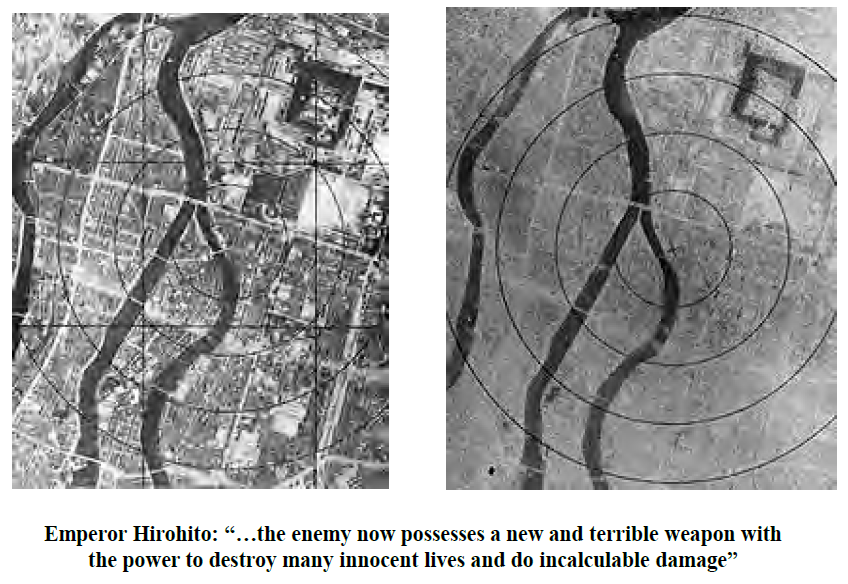 Emperor Hirohito: “…the enemy now possesses a new and terrible weapon with
the power to destroy many innocent lives and do incalculable damage”